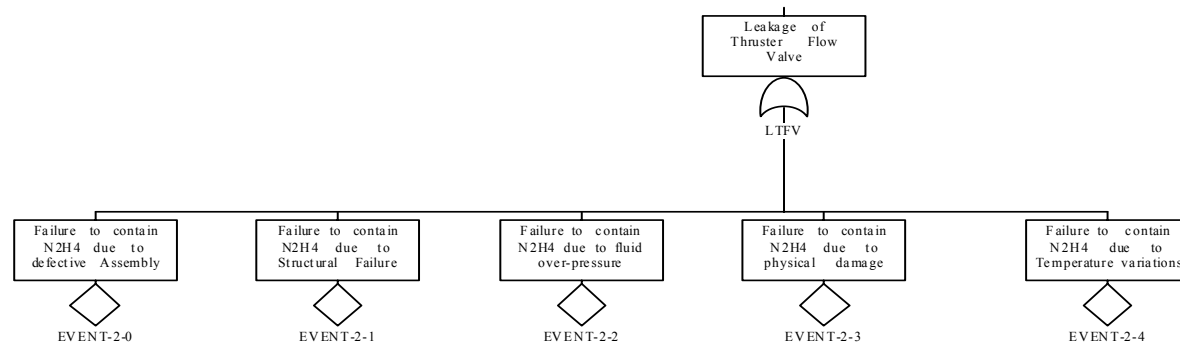 Leakage of
Thruster Flow
Valve
LTFV
Failure to contain
N2H4 due to
defective Assembly
EVENT-2-0
Failure to contain
N2H4 due to
Structural Failure
EVENT-2-1
Failure to contain
N2H4 due to fluid
over-pressure
EVENT-2-2
Failure to contain
N2H4 due to
physical damage
EVENT-2-3
Failure to contain
N2H4 due to
Temperature variations
EVENT-2-4